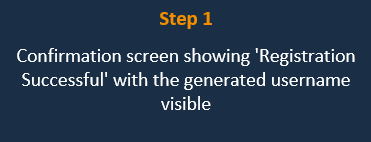 Step 1
Confirmation screen showing 'Registration
Successful' with the generated username
visible